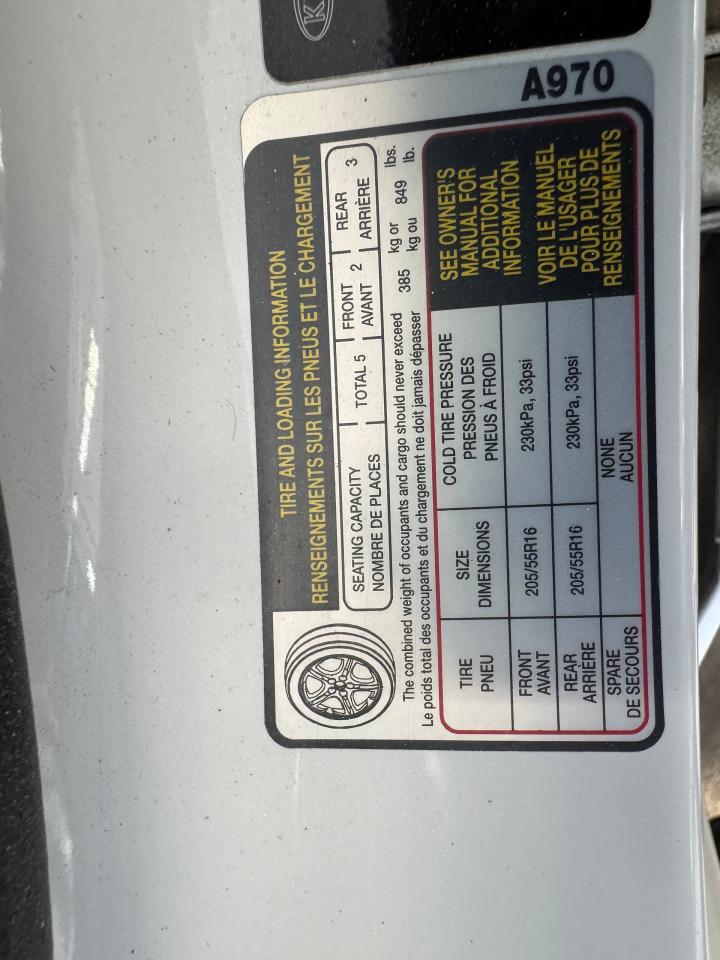 K
A970
TIRE AND LOADING INFORMATION
RENSEIGNEMENTS SUR LES PNEUS ET LE CHARGEMENT
SEATING CAPACITY
NOMBRE DE PLACES
TOTAL 5
FRONT
AVANT 2
REAR
ARRIÈRE 3
The combined weight of occupants and cargo should never exceed 385 kg or 849 lbs.
Le poids total des occupants et du chargement ne doit jamais dépasser kg ou lb.
TIRE
PNEU
SIZE
DIMENSIONS
COLD TIRE PRESSURE
PRESSION DES
PNEUS À FROID
FRONT
AVANT
205/55R16
230kPa, 33psi
REAR
ARRIÈRE
205/55R16
230kPa, 33psi
SPARE
DE SECOURS
NONE
AUCUN
SEE OWNER'S
MANUAL FOR
ADDITIONAL
INFORMATION
VOIR LE MANUEL
DE L'USAGER
POUR PLUS DE
RENSEIGNEMENTS